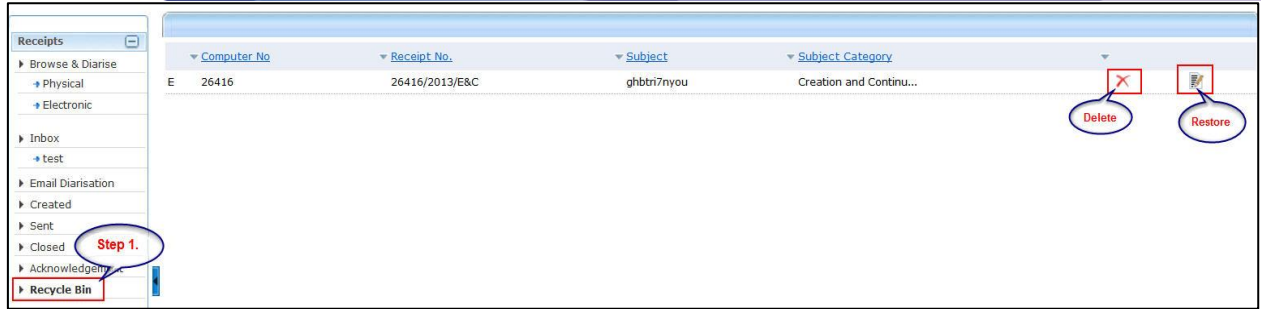 Receipts
Browse & Diarise
Physical
Electronic
Inbox
test
Email Diarisation
Created
Sent
Closed
Acknowledgement
Recycle Bin
Step 1.
Computer No Receipt No. Subject Subject Category
E 26416 26416/2013/E&C ghbtri7nyou Creation and Continu...
Delete
Restore